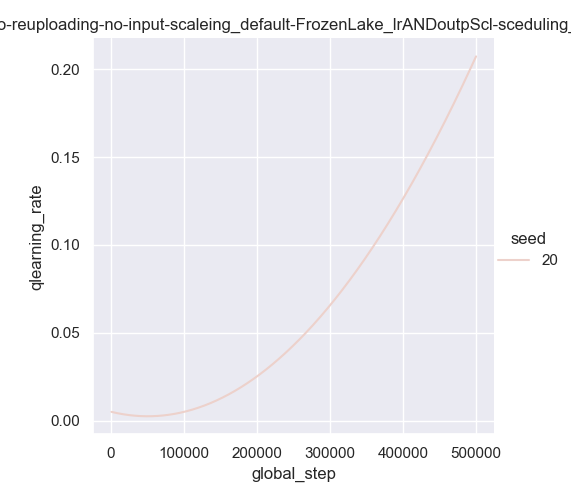 o-reuploading-no-input-scaleing_default-FrozenLake_lrANDoutpScl-sceduling_
0.20
0.15
0.10
0.05
0.00
qlearning_rate
seed
20
0 100000 200000 300000 400000 500000
global_step